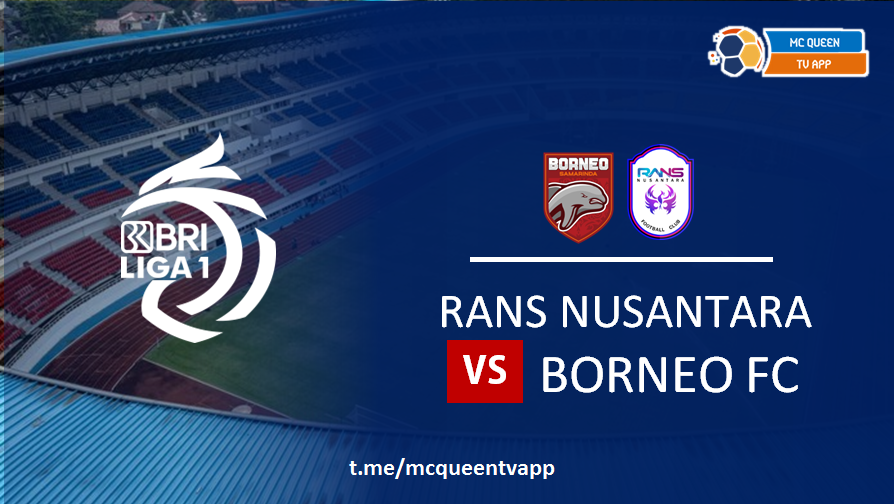 MC QUEEN
TV APP
BORNEO
SAMARINDA
RANS
NUSANTARA
FOOTBALL CLUB
BRI
LIGA 1
RANS NUSANTARA
VS BORNEO FC
t.me/mcqueentvapp